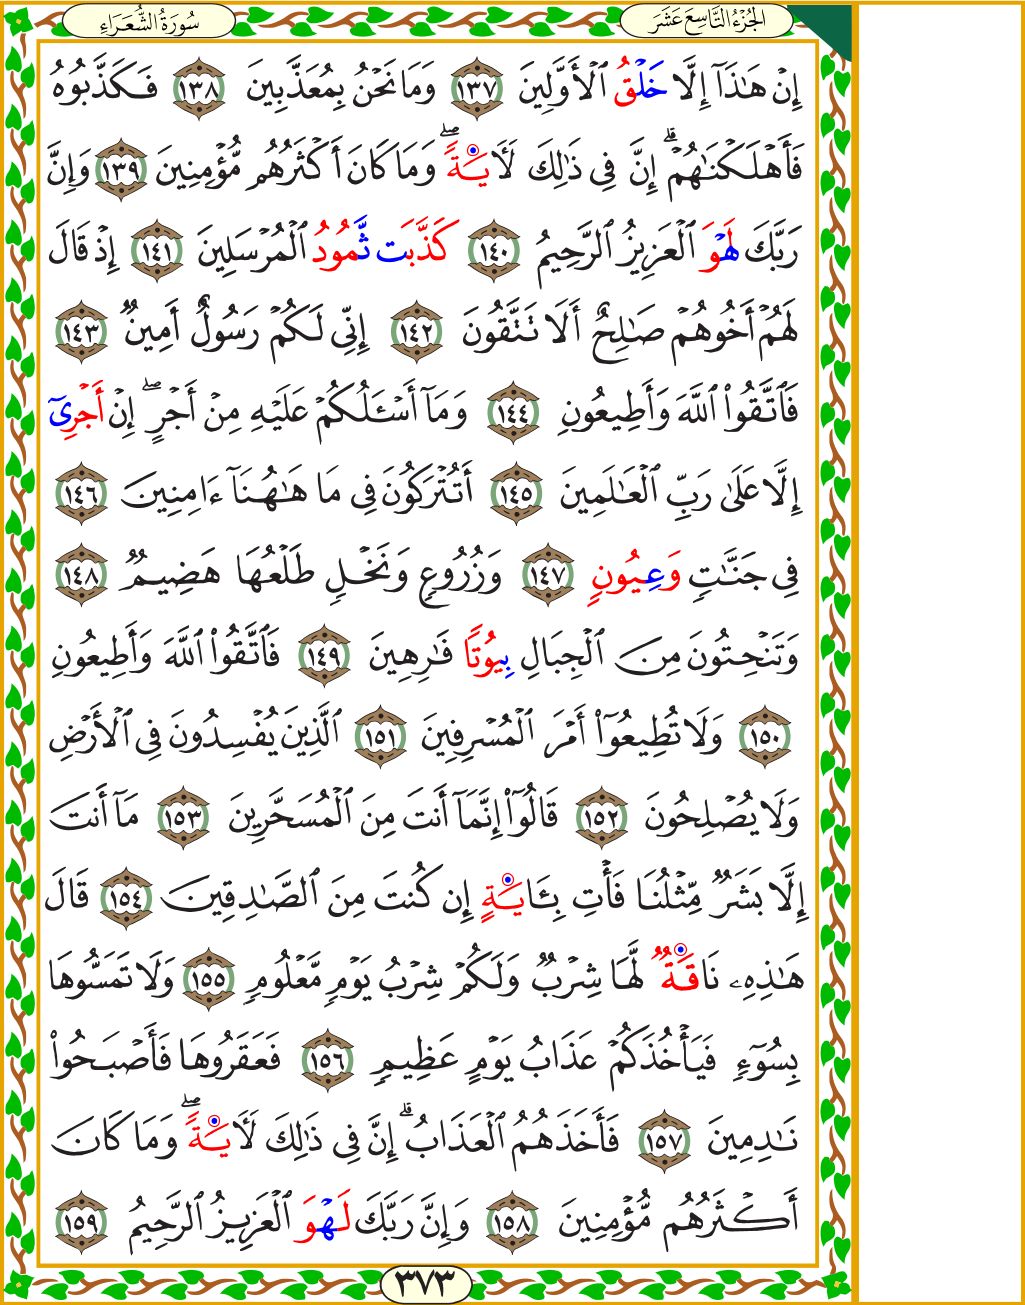 الجُزْءُ التَّاسِعَ عَشَرَ سُورَةُ الشُّعَرَاءِ
إِنْ هَٰذَآ إِلَّا خَلْقُ ٱلْأَوَّلِينَ ١٣٧ وَمَا نَحْنُ بِمُعَذَّبِينَ ١٣٨ فَكَذَّبُوهُ
فَأَهْلَكْنَٰهُمْ ۗ إِنَّ فِى ذَٰلِكَ لَأٓيَةً ۖ وَمَا كَانَ أَكْثَرُهُم مُّؤْمِنِينَ ١٣٩ وَإِنَّ
رَبَّكَ لَهْوَ ٱلْعَزِيزُ ٱلرَّحِيمُ ١٤٠ كَذَّبَت ثَّمُودُ ٱلْمُرْسَلِينَ ١٤١ إِذْ قَالَ
لَهُمْ أَخُوهُمْ صَٰلِحٌ أَلَا تَتَّقُونَ ١٤٢ إِنِّى لَكُمْ رَسُولٌ أَمِينٌ ١٤٣
فَٱتَّقُوا۟ ٱللَّهَ وَأَطِيعُونِ ١٤٤ وَمَآ أَسْـَٔلُكُمْ عَلَيْهِ مِنْ أَجْرٍ ۖ إِنْ أَجْرِىٓ
إِلَّا عَلَىٰ رَبِّ ٱلْعَٰلَمِينَ ١٤٥ أَتُتْرَكُونَ فِى مَا هَٰهُنَآ ءَامِنِينَ ١٤٦
فِى جَنَّٰتٍ وَعِيُونٍ ١٤٧ وَزُرُوعٍ وَنَخْلٍ طَلْعُهَا هَضِيمٌ ١٤٨
وَتَنْحِتُونَ مِنَ ٱلْجِبَالِ بِيُوتًا فَٰرِهِينَ ١٤٩ فَٱتَّقُوا۟ ٱللَّهَ وَأَطِيعُونِ
١٥٠ وَلَا تُطِيعُوٓا۟ أَمْرَ ٱلْمُسْرِفِينَ ١٥١ ٱلَّذِينَ يُفْسِدُونَ فِى ٱلْأَرْضِ
وَلَا يُصْلِحُونَ ١٥٢ قَالُوٓا۟ إِنَّمَآ أَنتَ مِنَ ٱلْمُسَحَّرِينَ ١٥٣ مَآ أَنتَ
إِلَّا بَشَرٌ مِّثْلُنَا فَأْتِ بِـَٔايَةٍ إِن كُنتَ مِنَ ٱلصَّٰدِقِينَ ١٥٤ قَالَ
هَٰذِهِۦ نَاقَةٌ لَّهَا شِرْبٌ وَلَكُمْ شِرْبُ يَوْمٍ مَّعْلُومٍ ١٥٥ وَلَا تَمَسُّوهَا
بِسُوٓءٍ فَيَأْخُذَكُمْ عَذَابُ يَوْمٍ عَظِيمٍ ١٥٦ فَعَقَرُوهَا فَأَصْبَحُوا۟
نَٰدِمِينَ ١٥٧ فَأَخَذَهُمُ ٱلْعَذَابُ ۗ إِنَّ فِى ذَٰلِكَ لَأٓيَةً ۖ وَمَا كَانَ
أَكْثَرُهُم مُّؤْمِنِينَ ١٥٨ وَإِنَّ رَبَّكَ لَهْوَ ٱلْعَزِيزُ ٱلرَّحِيمُ ١٥٩
٣٧٣